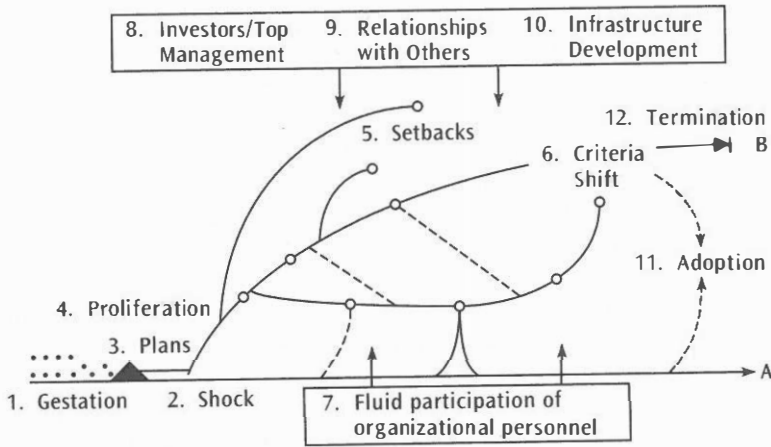 8. Investors/Top Management
9. Relationships with Others
10. Infrastructure Development
12. Termination
B
5. Setbacks
6. Criteria Shift
11. Adoption
4. Proliferation
3. Plans
A
1. Gestation
2. Shock
7. Fluid participation of
organizational personnel